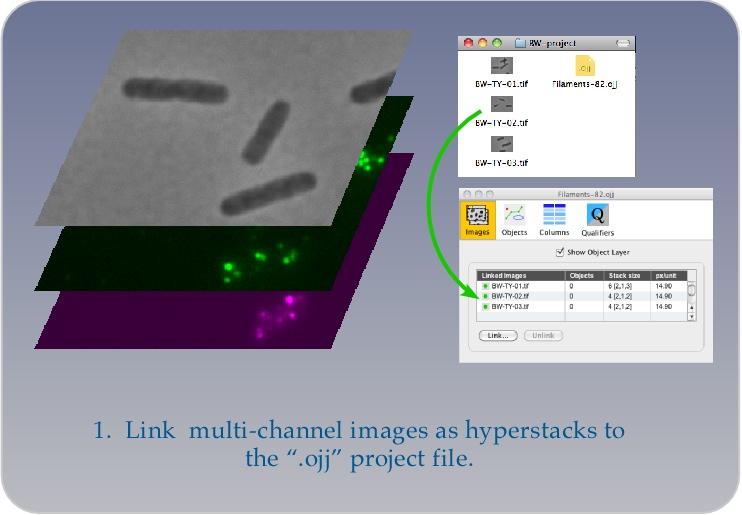 BW-project
.ojj
BW-TY-01.tif
Filaments-82.ojj
BW-TY-02.tif
BW-TY-03.tif
Filaments-82.ojj
Q
Images Objects Columns Qualifiers
Show Object Layer
Linked Images Objects Stack size px/unit
BW-TY-01.tif 0 6 [2,1,3] 14.90
BW-TY-02.tif 0 4 [2,1,2] 14.90
BW-TY-03.tif 0 4 [2,1,2] 14.90
Link... Unlink
1. Link multi-channel images as hyperstacks to
the “.ojj” project file.